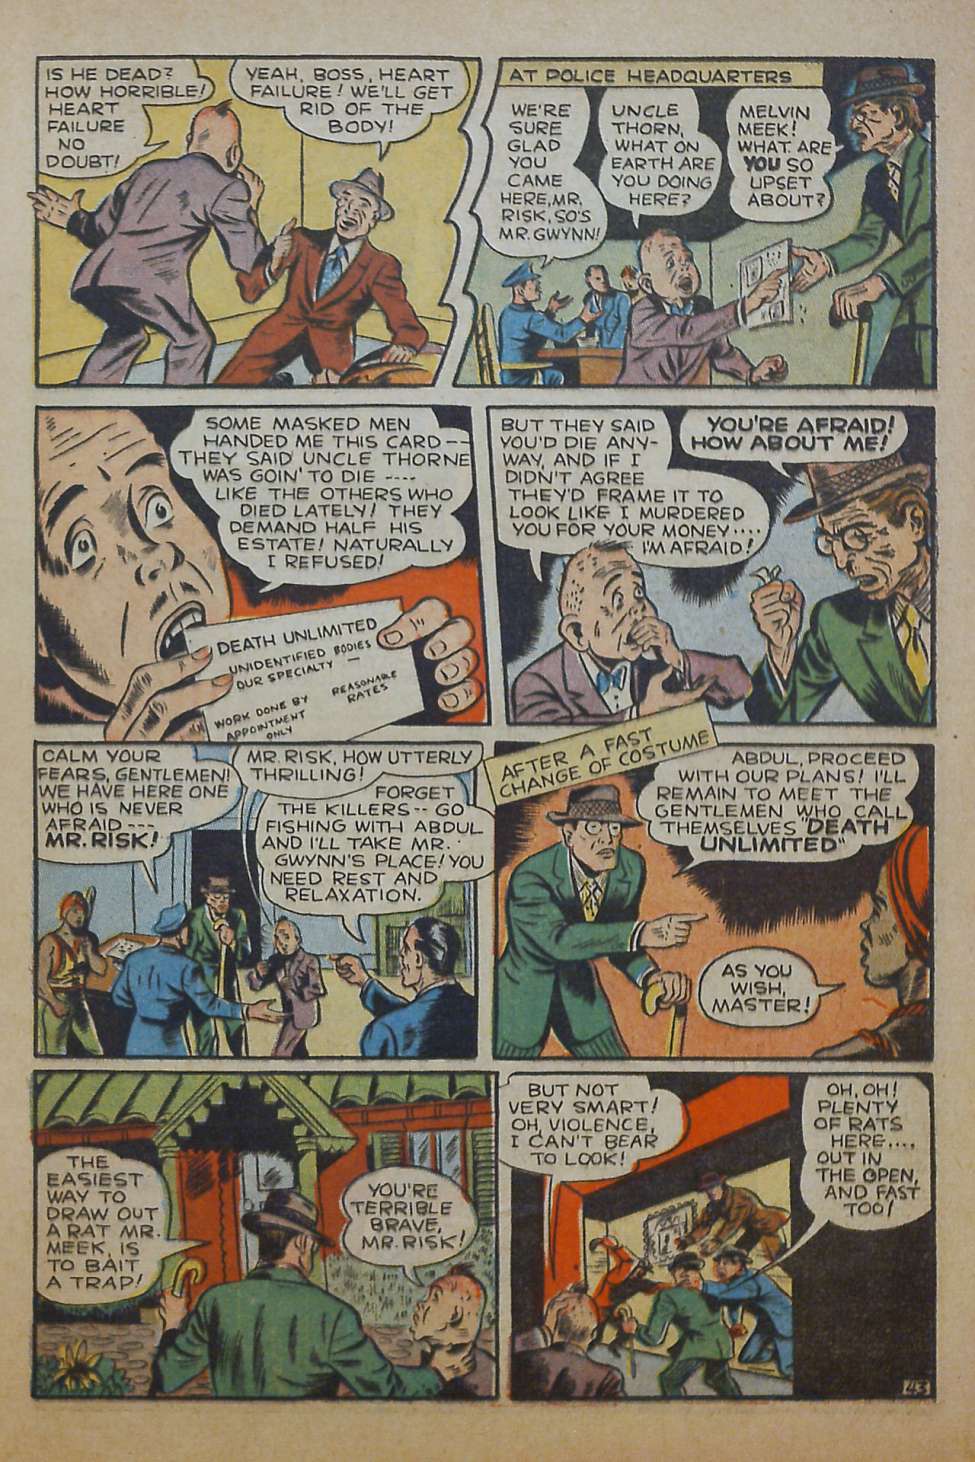 IS HE DEAD?
HOW HORRIBLE!
HEART
FAILURE
NO
DOUBT!
YEAH, BOSS, HEART
FAILURE! WE'LL GET
RID OF THE
BODY!
AT POLICE HEADQUARTERS
WE'RE
SURE
GLAD
YOU
CAME
HERE, MR.
RISK, SO'S
MR. GWYNN!
UNCLE
THORN,
WHAT ON
EARTH ARE
YOU DOING
HERE?
MELVIN
MEEK!
WHAT ARE
YOU SO
UPSET
ABOUT?
SOME MASKED MEN
HANDED ME THIS CARD--
THEY SAID UNCLE THORNE
WAS GOIN' TO DIE ----
LIKE THE OTHERS WHO
DIED LATELY! THEY
DEMAND HALF HIS
ESTATE! NATURALLY
I REFUSED!
DEATH UNLIMITED
UNIDENTIFIED BODIES
OUR SPECIALTY —
WORK DONE BY
APPOINTMENT
ONLY
REASONABLE
RATES
BUT THEY SAID
YOU'D DIE ANY-
WAY, AND IF I
DIDN'T AGREE
THEY'D FRAME IT TO
LOOK LIKE I MURDERED
YOU FOR YOUR MONEY....
I'M AFRAID!
YOU'RE AFRAID!
HOW ABOUT ME!
CALM YOUR
FEARS, GENTLEMEN!
WE HAVE HERE ONE
WHO IS NEVER
AFRAID----
MR. RISK!
MR. RISK, HOW UTTERLY
THRILLING!
FORGET
THE KILLERS-- GO
FISHING WITH ABDUL
AND I'LL TAKE MR.
GWYNN'S PLACE! YOU
NEED REST AND
RELAXATION.
AFTER A FAST
CHANGE OF COSTUME
ABDUL, PROCEED
WITH OUR PLANS! I'LL
REMAIN TO MEET THE
GENTLEMEN WHO CALL
THEMSELVES "DEATH
UNLIMITED"
AS YOU
WISH,
MASTER!
THE
EASIEST
WAY TO
DRAW OUT
A RAT MR.
MEEK, IS
TO BAIT
A TRAP!
YOU'RE
TERRIBLE
BRAVE,
MR. RISK!
BUT NOT
VERY SMART!
OH, VIOLENCE,
I CAN'T BEAR
TO LOOK!
OH, OH!
PLENTY
OF RATS
HERE....
OUT IN
THE OPEN,
AND FAST
TOO!
43